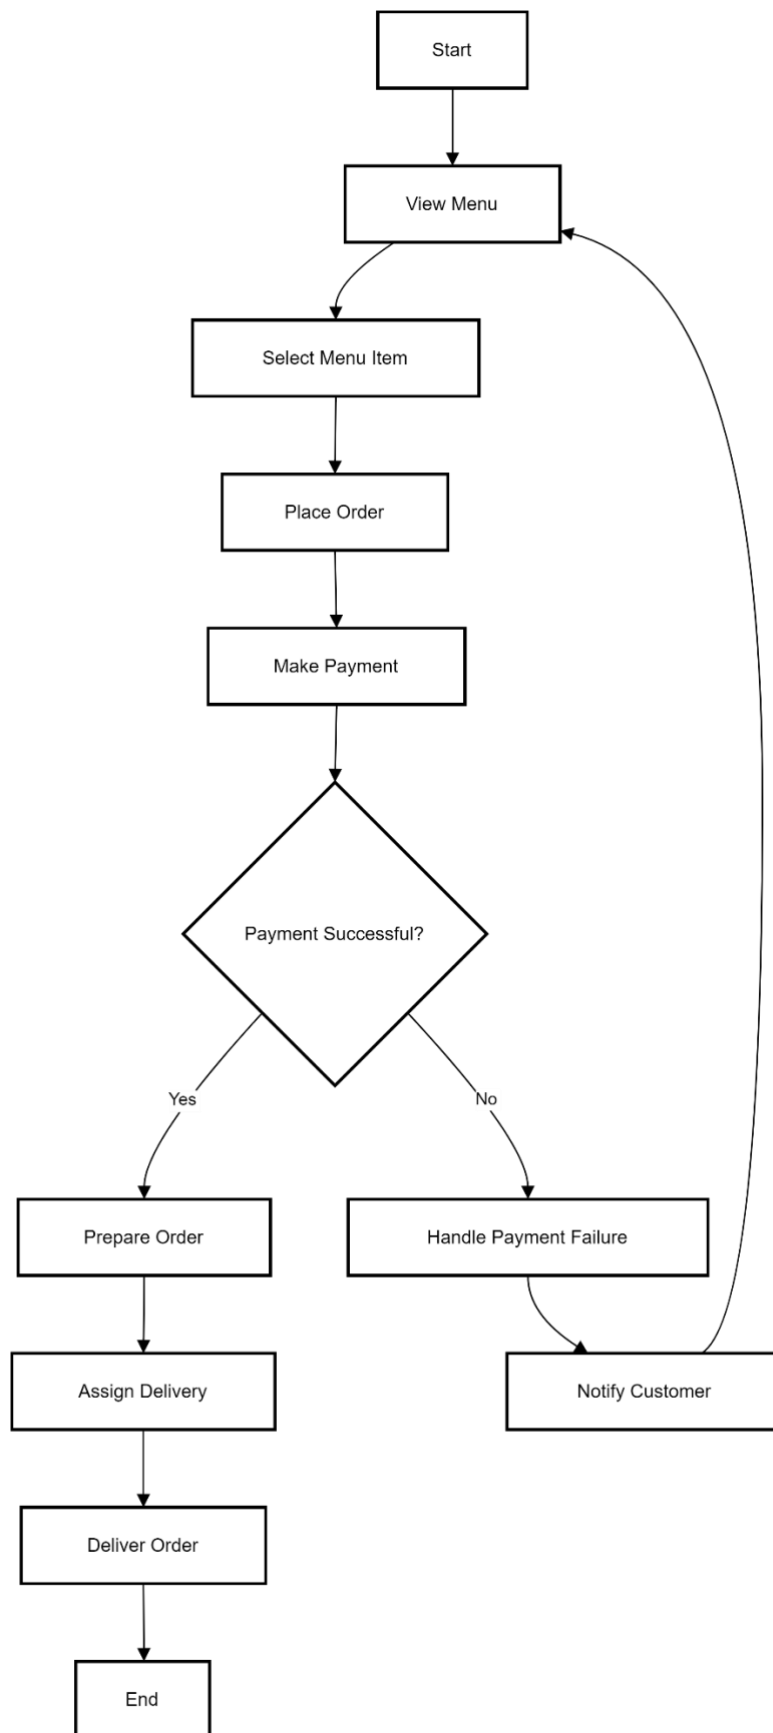 Start
View Menu
Select Menu Item
Place Order
Make Payment
Payment Successful?
Yes
No
Prepare Order
Handle Payment Failure
Assign Delivery
Notify Customer
Deliver Order
End